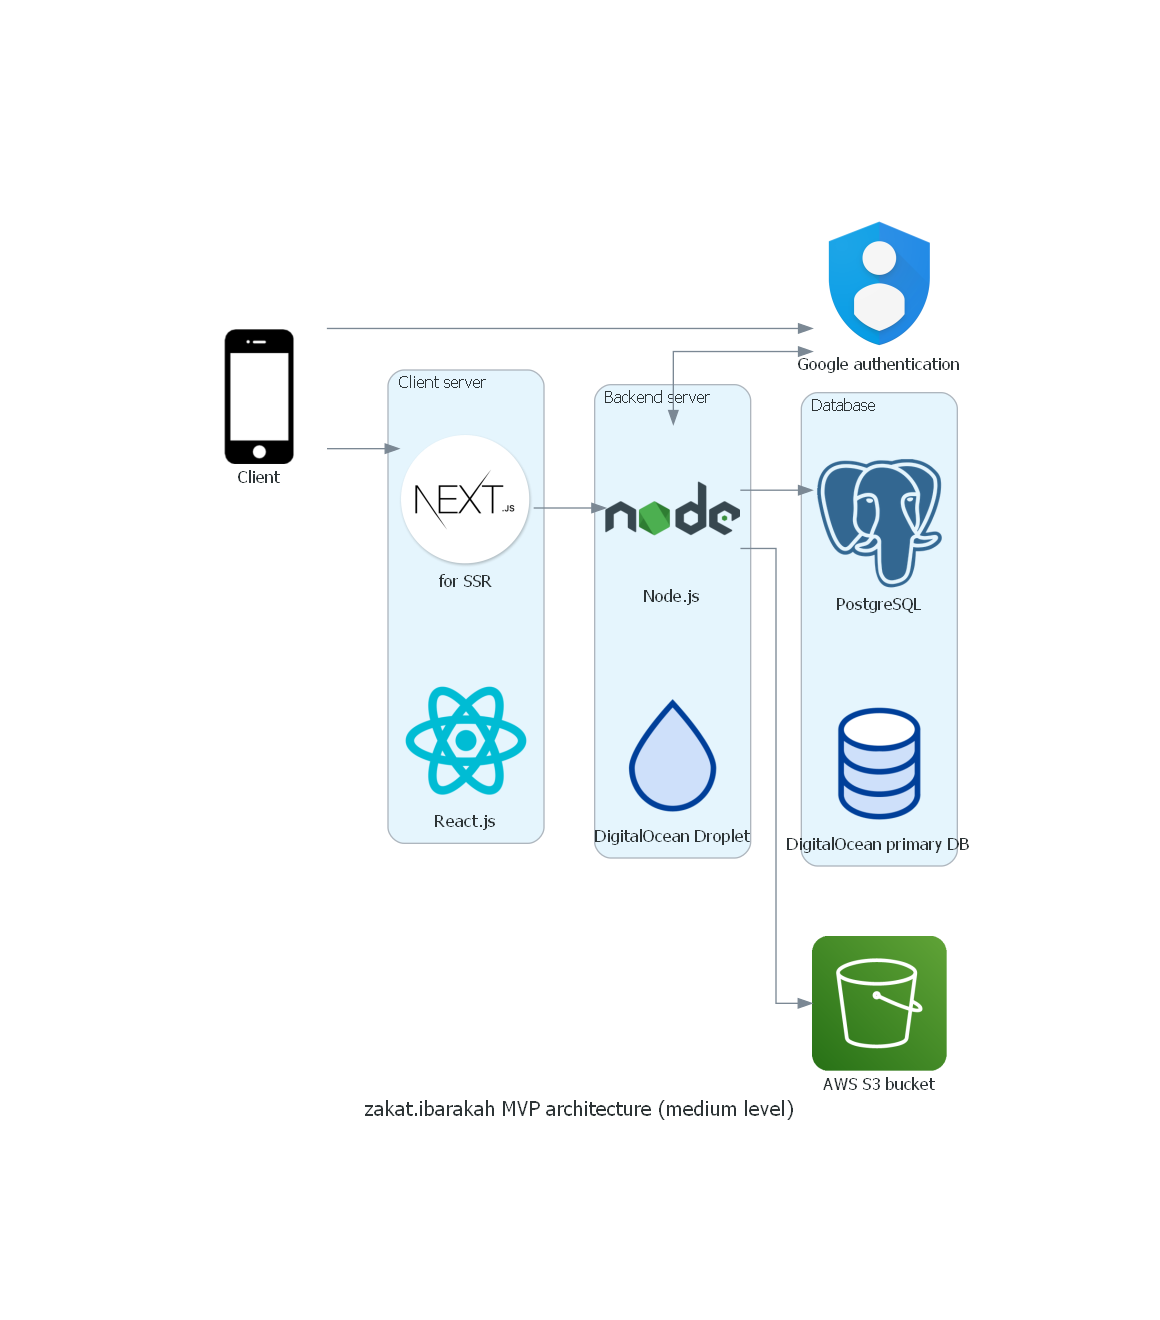 Google authentication
Client
Client server
NEXT.JS
for SSR
React.js
Backend server
node
Node.js
DigitalOcean Droplet
Database
PostgreSQL
DigitalOcean primary DB
AWS S3 bucket
zakat.ibarakah MVP architecture (medium level)